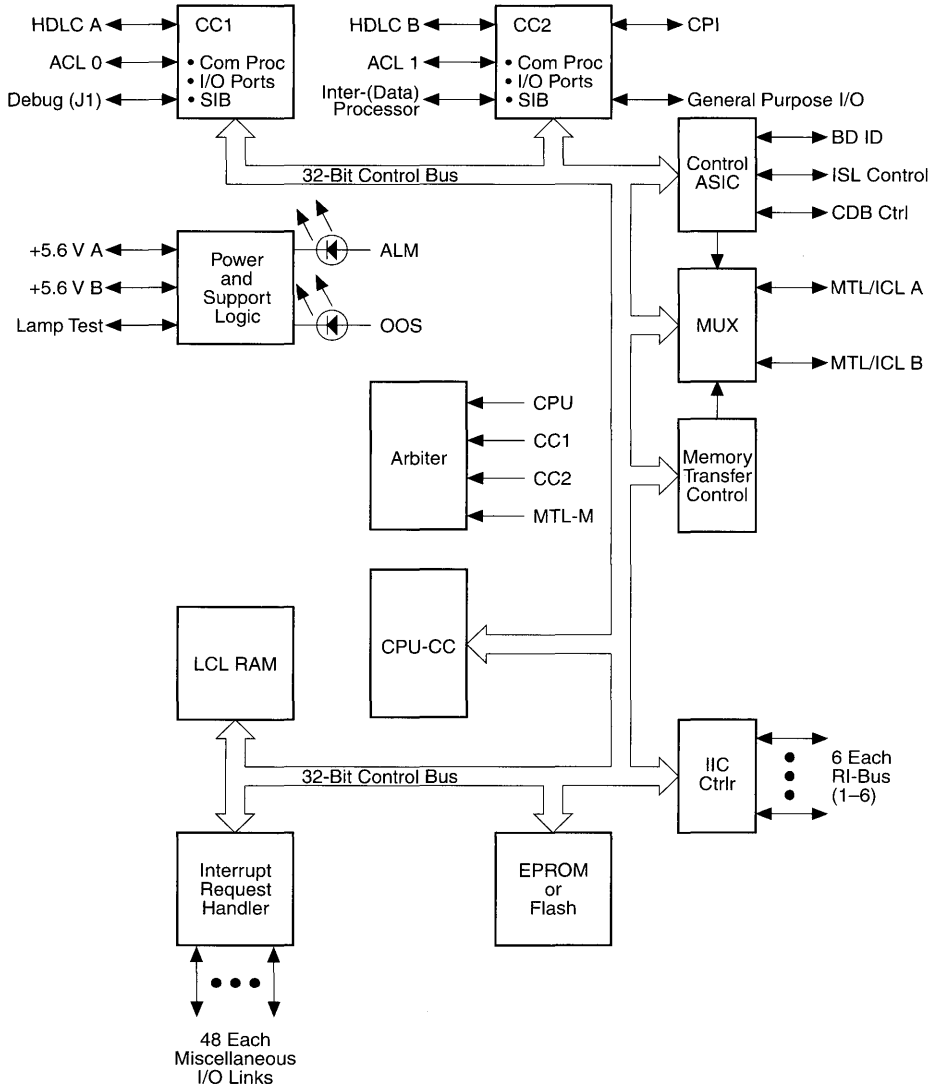 HDLC A
CC1
HDLC B
CC2
CPI
ACL 0
• Com Proc
ACL 1
• Com Proc
• I/O Ports
• I/O Ports
Debug (J1)
• SIB
Inter-(Data)
Processor
• SIB
General Purpose I/O
BD ID
Control
ASIC
32-Bit Control Bus
ISL Control
CDB Ctrl
+5.6 V A
ALM
Power
and
Support
Logic
+5.6 V B
MTL/ICL A
Lamp Test
OOS
MUX
MTL/ICL B
CPU
Arbiter
CC1
CC2
MTL-M
Memory
Transfer
Control
LCL RAM
CPU-CC
32-Bit Control Bus
IIC
Ctrlr
6 Each
RI-Bus
(1–6)
Interrupt
Request
Handler
EPROM
or
Flash
48 Each
Miscellaneous
I/O Links